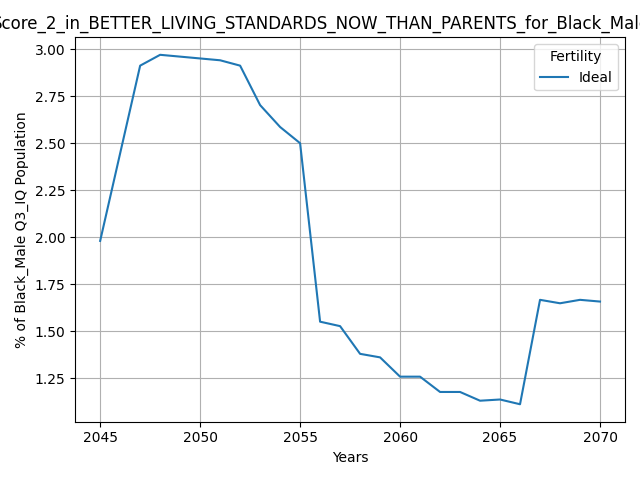 Score_2_in_BETTER_LIVING_STANDARDS_NOW_THAN_PARENTS_for_Black_Male
Fertility
Ideal
% of Black_Male Q3_IQ Population
3.00
2.75
2.50
2.25
2.00
1.75
1.50
1.25
2045 2050 2055 2060 2065 2070
Years